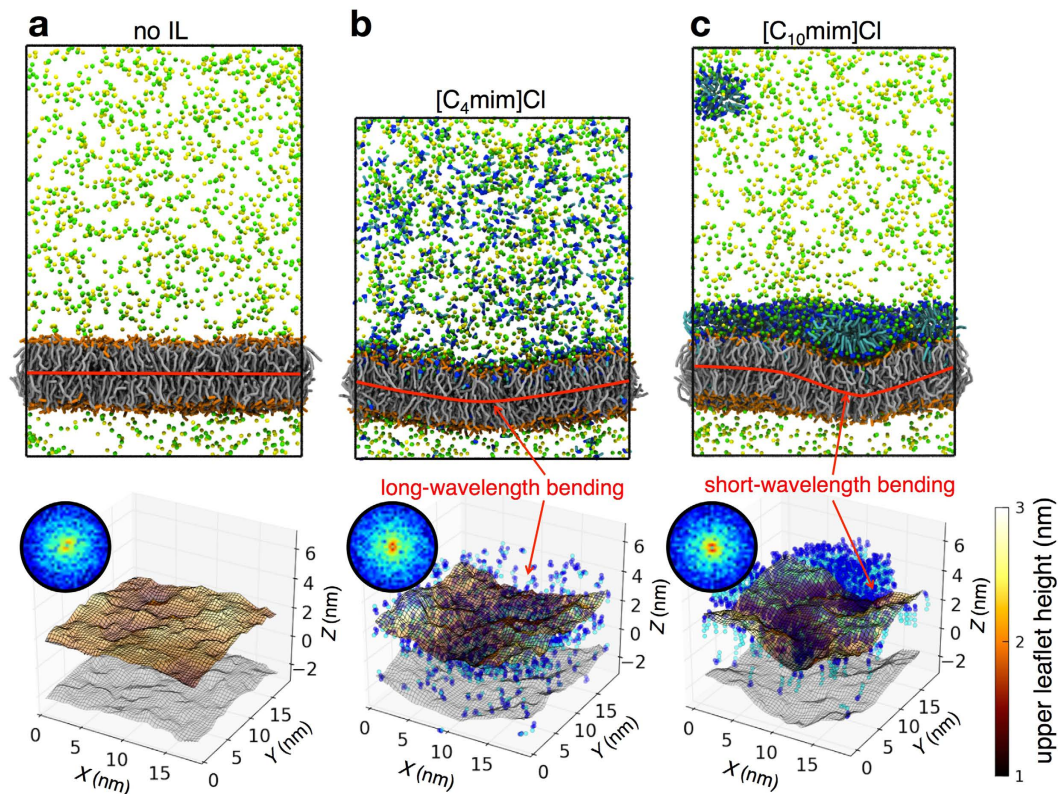 a
no IL
b
[C₄mim]Cl
c
[C₁₀mim]Cl
long-wavelength bending
short-wavelength bending
6
4
2
0
−2
Z (nm)
0
5
10
15
X (nm)
0
5
10
15
Y (nm)
6
4
2
0
−2
Z (nm)
0
5
10
15
X (nm)
0
5
10
15
Y (nm)
6
4
2
0
−2
Z (nm)
0
5
10
15
X (nm)
0
5
10
15
Y (nm)
3
2
1
upper leaflet height (nm)